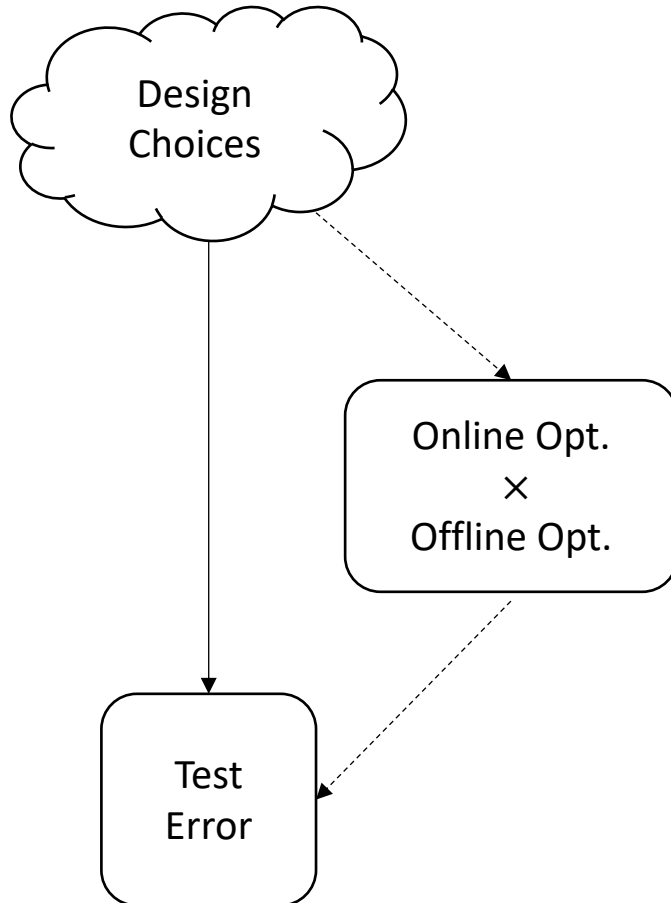 Design
Choices
Online Opt.
×
Offline Opt.
Test
Error